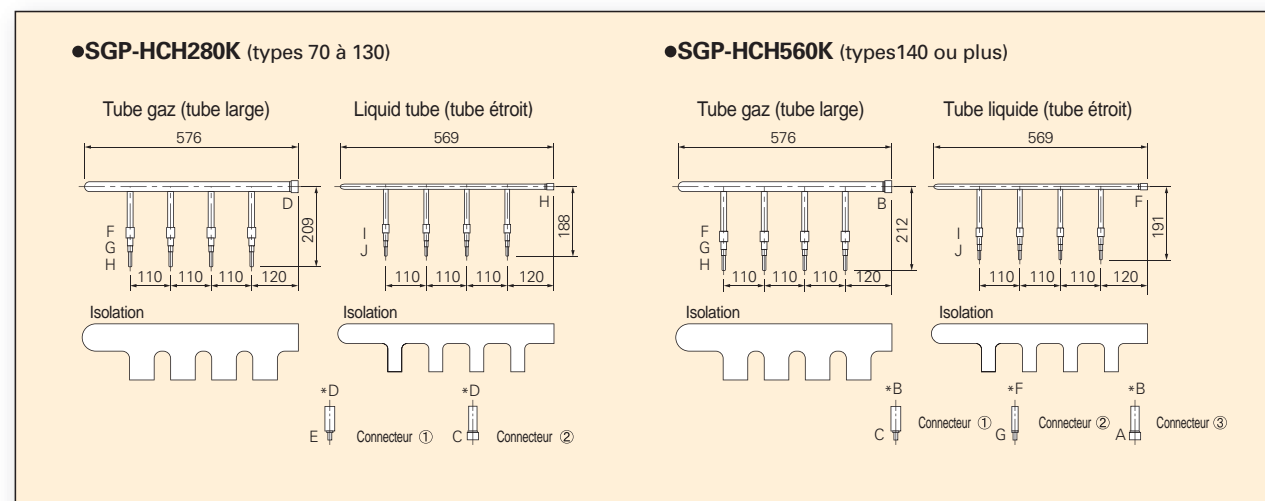 ●SGP-HCH280K (types 70 à 130)
Tube gaz (tube large)
576
D
209
F
G
H
110 110 110 120
Isolation
Liquid tube (tube étroit)
569
H
188
I
J
110 110 110 120
Isolation
*D
E Connecteur ①
*D
C Connecteur ②
●SGP-HCH560K (types140 ou plus)
Tube gaz (tube large)
576
B
212
F
G
H
110 110 110 120
Isolation
Tube liquide (tube étroit)
569
F
191
I
J
110 110 110 120
Isolation
*B
C Connecteur ①
*F
G Connecteur ②
*B
A Connecteur ③